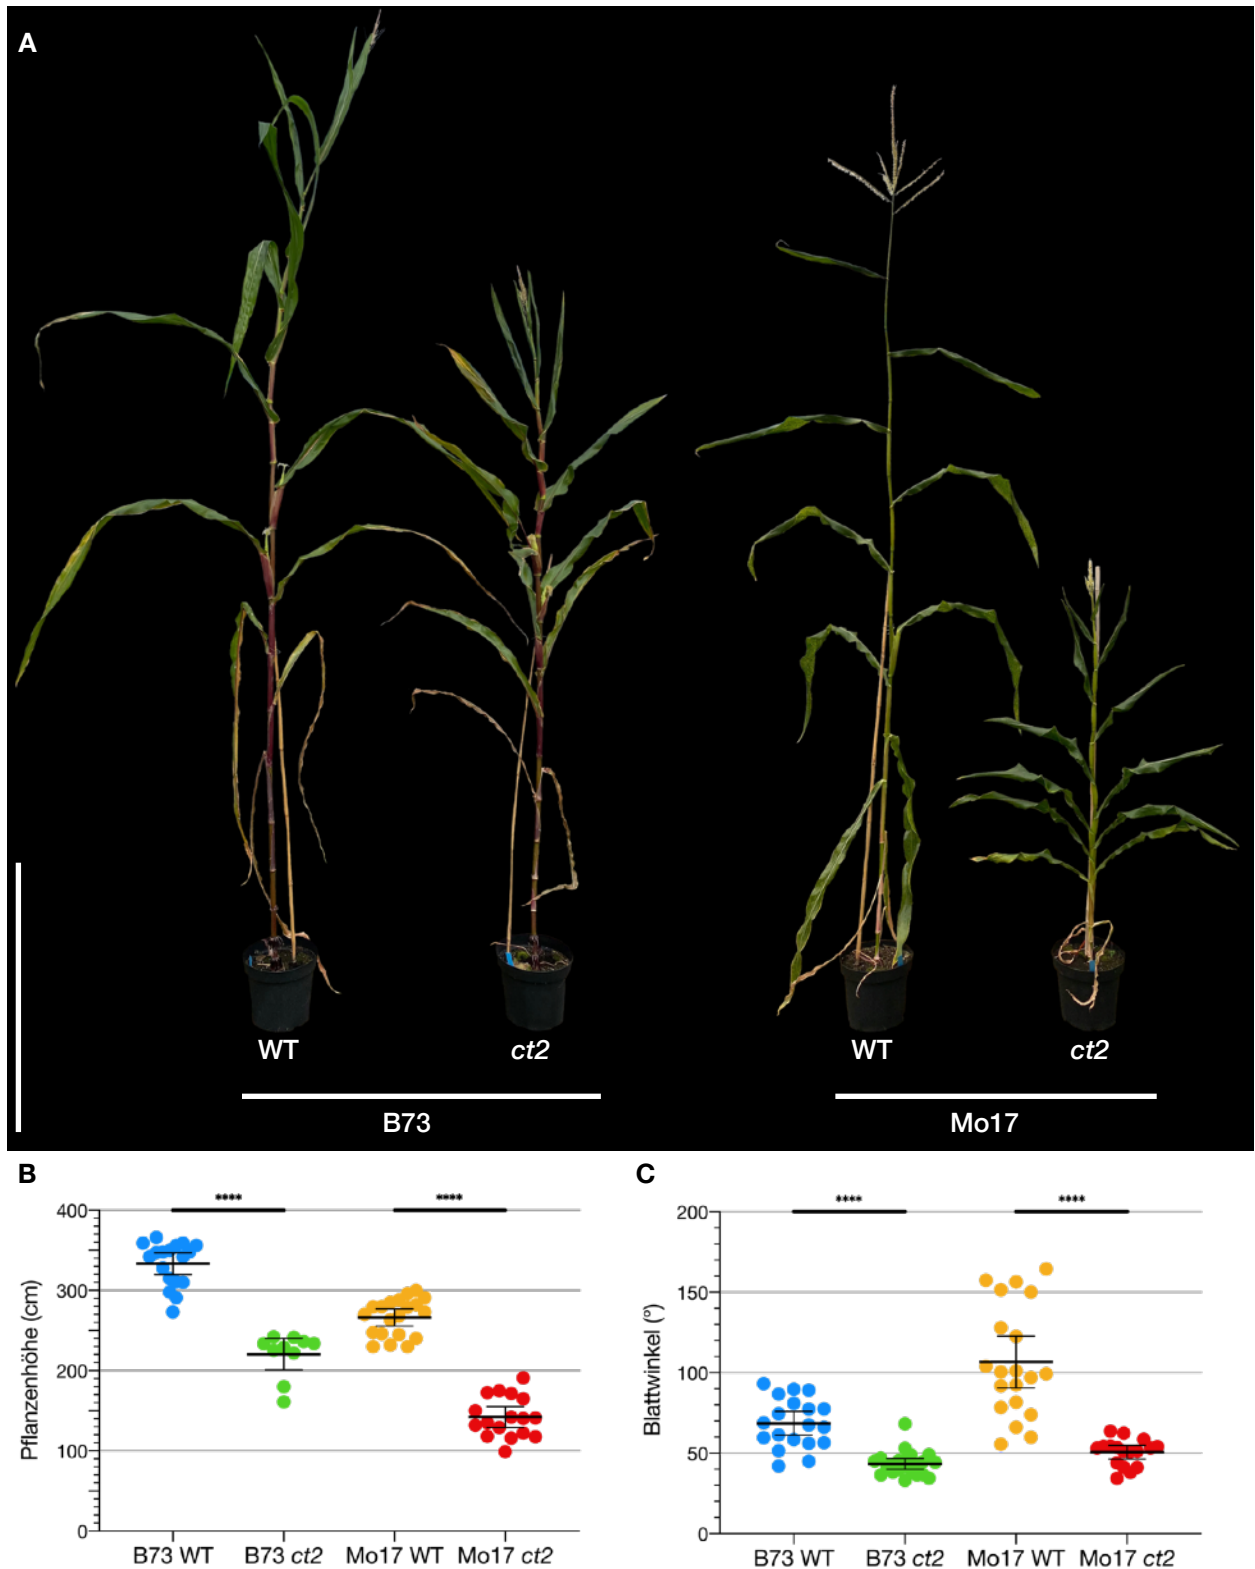 A
WT
ct2
WT
ct2
B73
Mo17
B
C
****
****
400
300
200
100
0
Pflanzenhöhe (cm)
B73 WT
B73 ct2
Mo17 WT
Mo17 ct2
****
****
200
150
100
50
0
Blattwinkel (°)
B73 WT
B73 ct2
Mo17 WT
Mo17 ct2